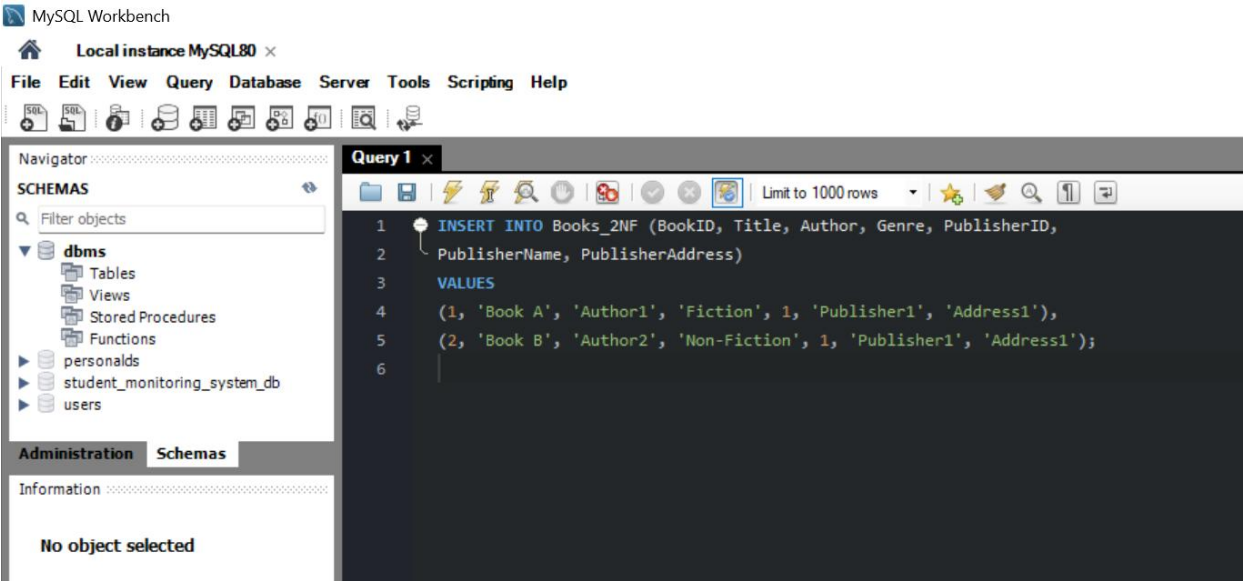 MySQL Workbench
Local instance MySQL80
File Edit View Query Database Server Tools Scripting Help
Navigator
SCHEMAS
Filter objects
dbms
Tables
Views
Stored Procedures
Functions
personalds
student_monitoring_system_db
users
Administration Schemas
Information
No object selected
Query 1
Limit to 1000 rows
1 INSERT INTO Books_2NF (BookID, Title, Author, Genre, PublisherID,
2 PublisherName, PublisherAddress)
3 VALUES
4 (1, 'Book A', 'Author1', 'Fiction', 1, 'Publisher1', 'Address1'),
5 (2, 'Book B', 'Author2', 'Non-Fiction', 1, 'Publisher1', 'Address1');
6